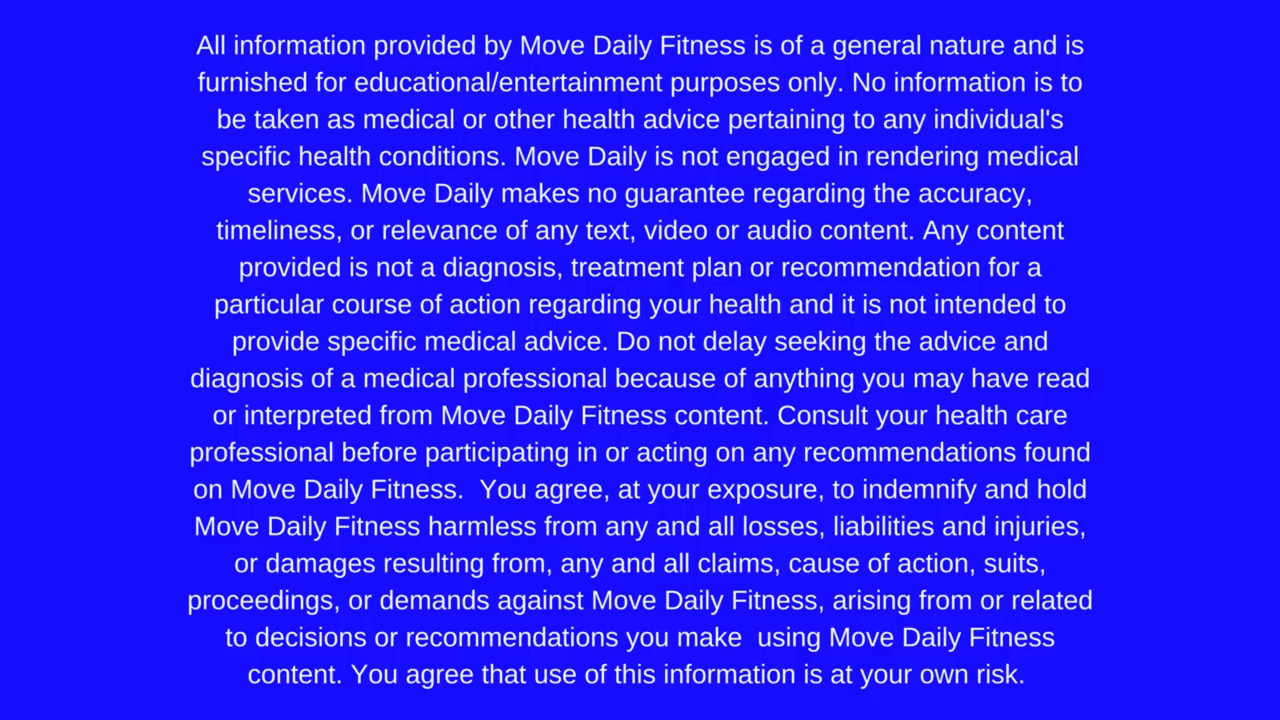 All information provided by Move Daily Fitness is of a general nature and is
furnished for educational/entertainment purposes only. No information is to
be taken as medical or other health advice pertaining to any individual's
specific health conditions. Move Daily is not engaged in rendering medical
services. Move Daily makes no guarantee regarding the accuracy,
timeliness, or relevance of any text, video or audio content. Any content
provided is not a diagnosis, treatment plan or recommendation for a
particular course of action regarding your health and it is not intended to
provide specific medical advice. Do not delay seeking the advice and
diagnosis of a medical professional because of anything you may have read
or interpreted from Move Daily Fitness content. Consult your health care
professional before participating in or acting on any recommendations found
on Move Daily Fitness.  You agree, at your exposure, to indemnify and hold
Move Daily Fitness harmless from any and all losses, liabilities and injuries,
or damages resulting from, any and all claims, cause of action, suits,
proceedings, or demands against Move Daily Fitness, arising from or related
to decisions or recommendations you make  using Move Daily Fitness
content. You agree that use of this information is at your own risk.